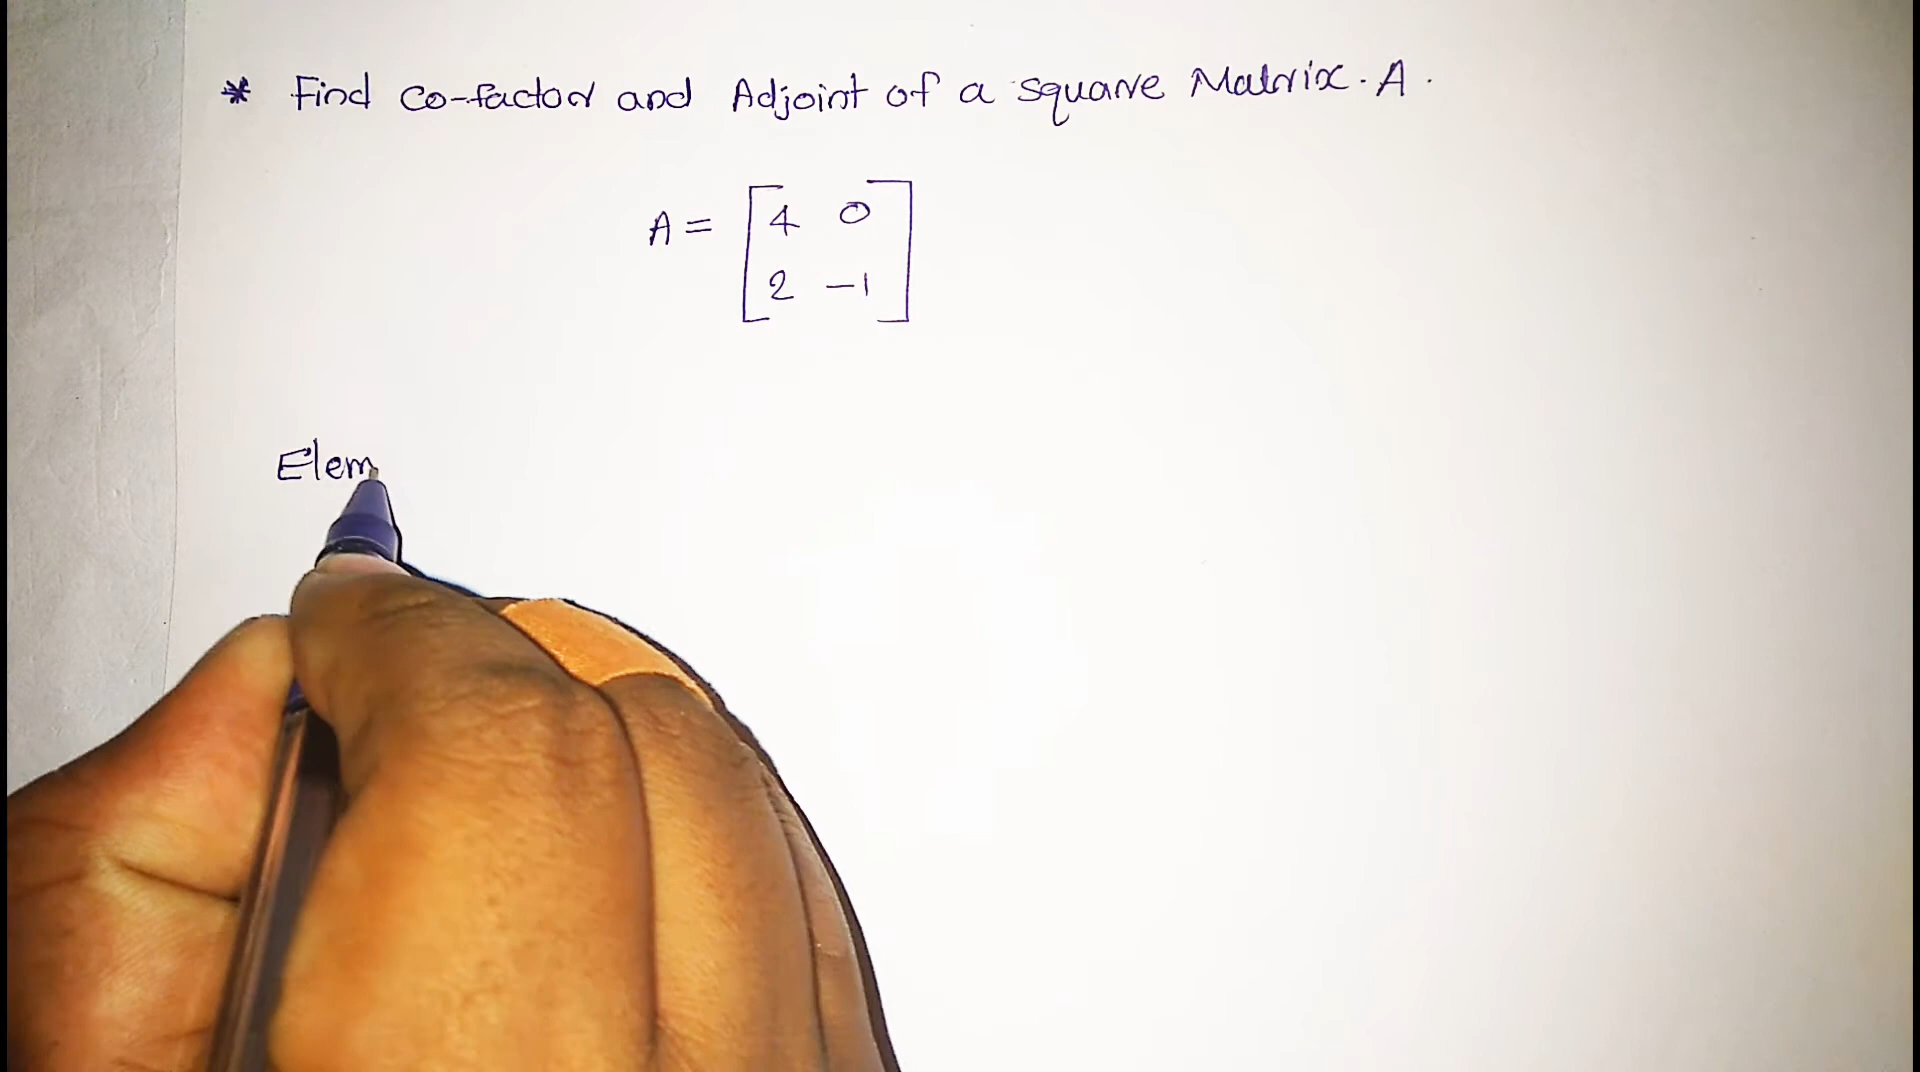 * Find co-factor and Adjoint of a square Matrix. A.
A = [4 0
2 -1]
Elem